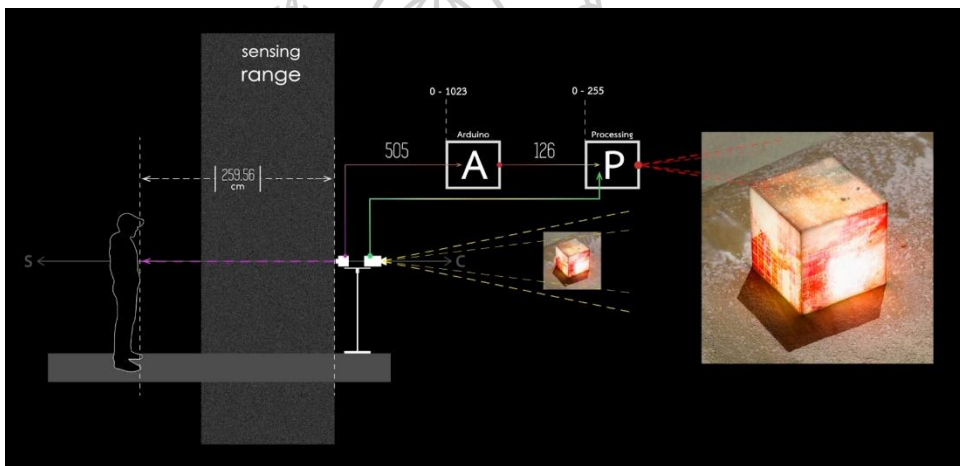 sensing
range
0 - 1023
0 - 255
Arduino
Processing
505
126
A
P
259.56
cm
S
C